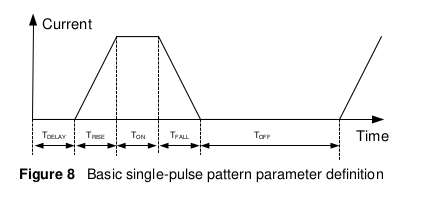 Current
TDELAY TRISE TON TFALL TOFF
Time
Figure 8 Basic single-pulse pattern parameter definition